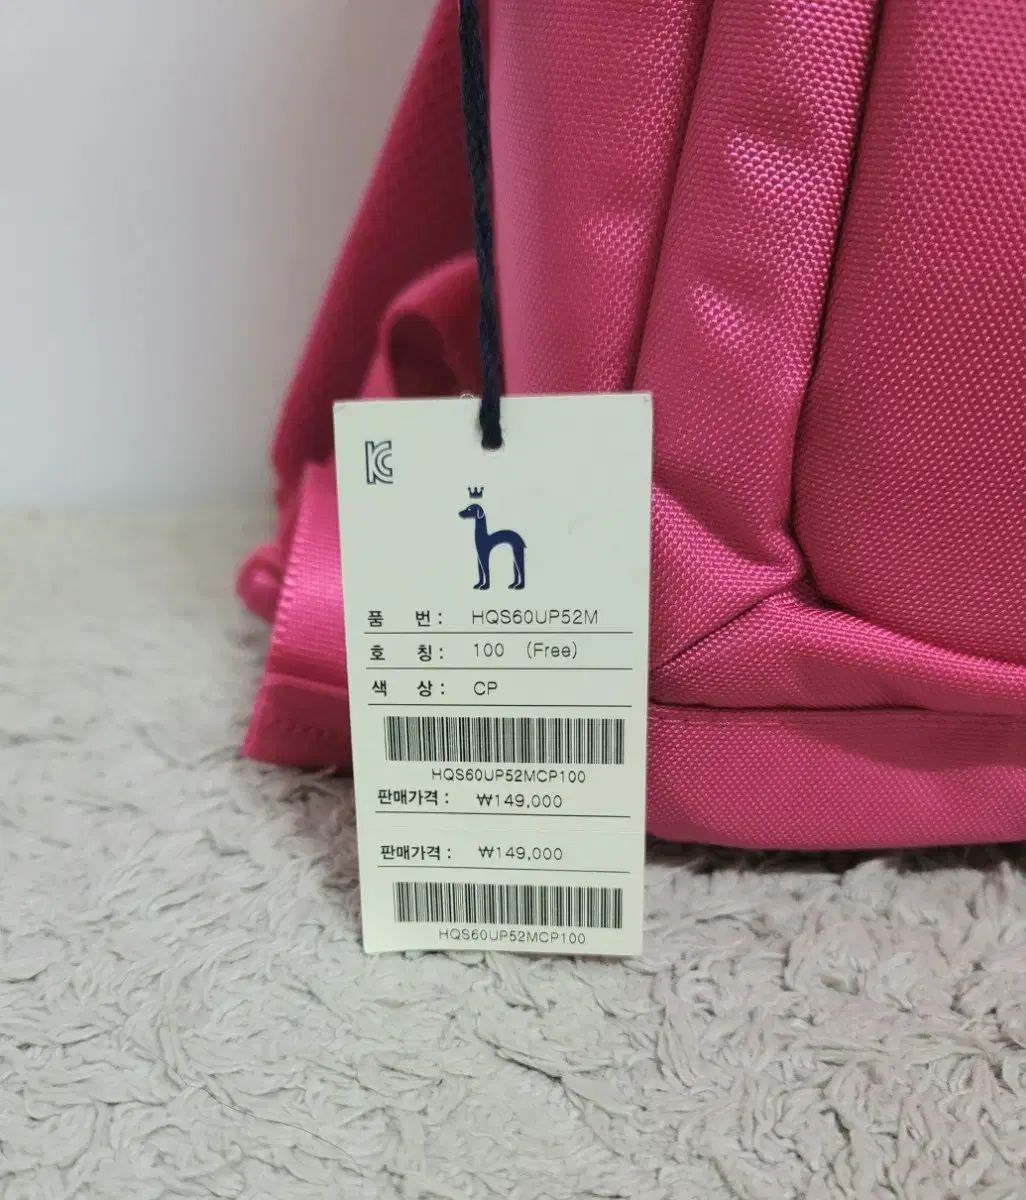 품 번 : HQS60UP52M
호 칭 : 100 (Free)
색 상 : CP
HQS60UP52MCP100
판매가격 : ₩149,000
판매가격 : ₩149,000
HQS60UP52MCP100